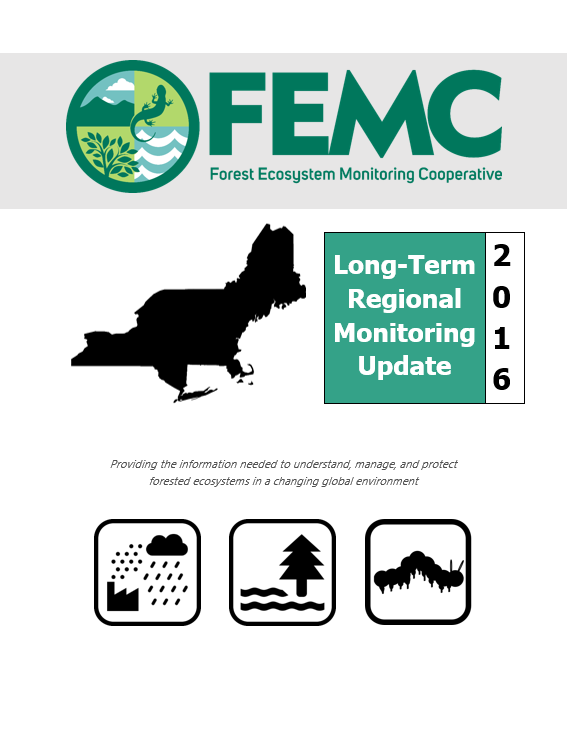 FEMC
Forest Ecosystem Monitoring Cooperative
Long-Term
Regional
Monitoring
Update
2
0
1
6
Providing the information needed to understand, manage, and protect
forested ecosystems in a changing global environment